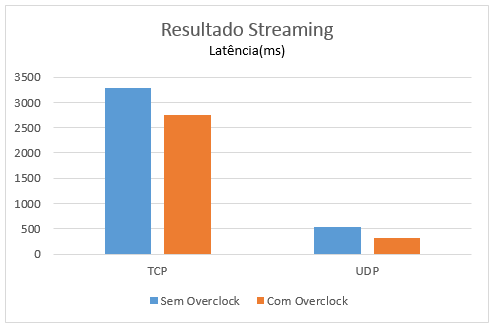 Resultado Streaming
Latência(ms)
3500
3000
2500
2000
1500
1000
500
0
TCP UDP
Sem Overclock Com Overclock